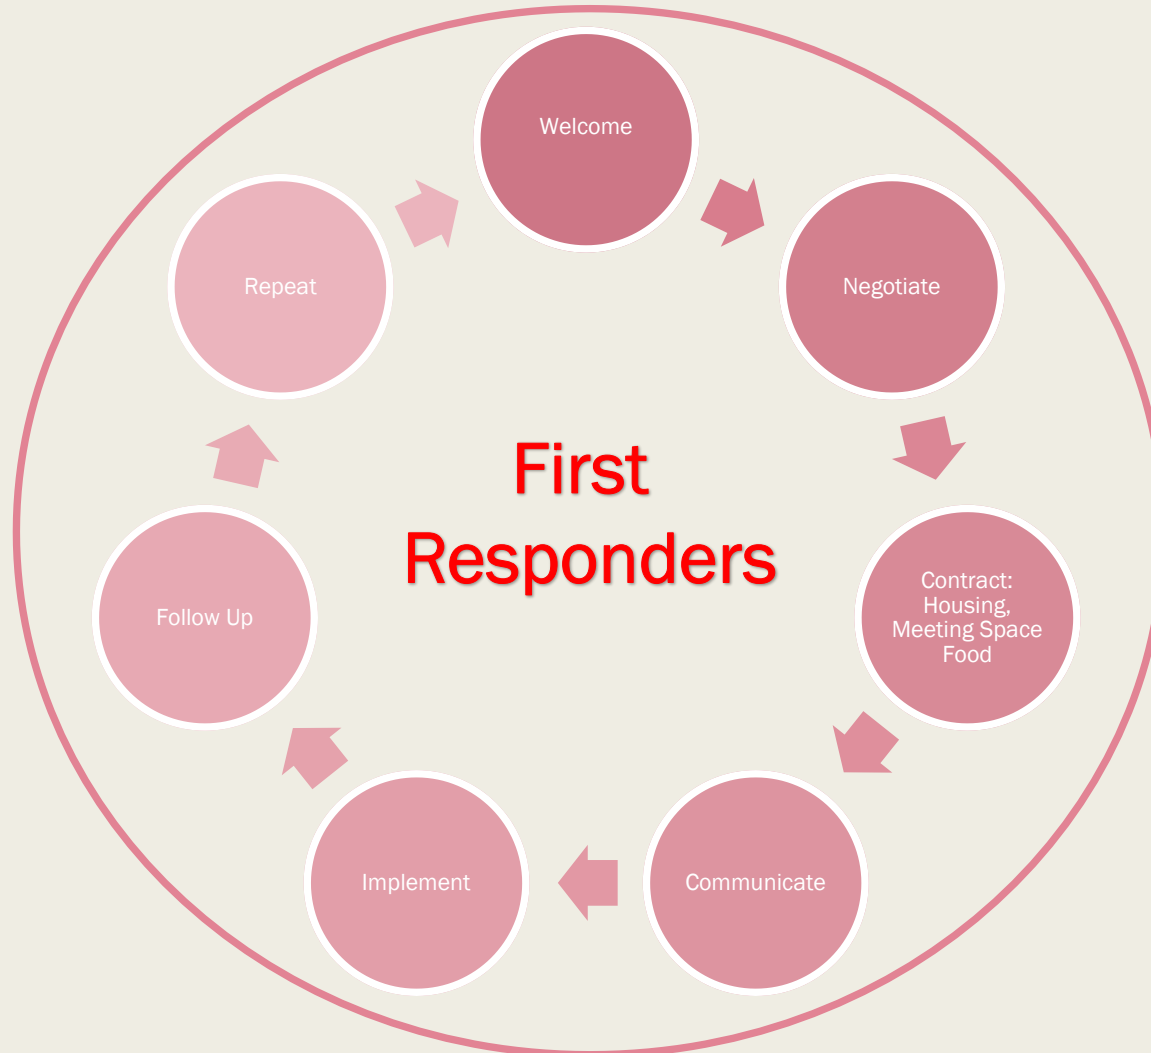 Welcome
Negotiate
Contract:
Housing,
Meeting Space
Food
Communicate
Implement
Follow Up
Repeat
First
Responders